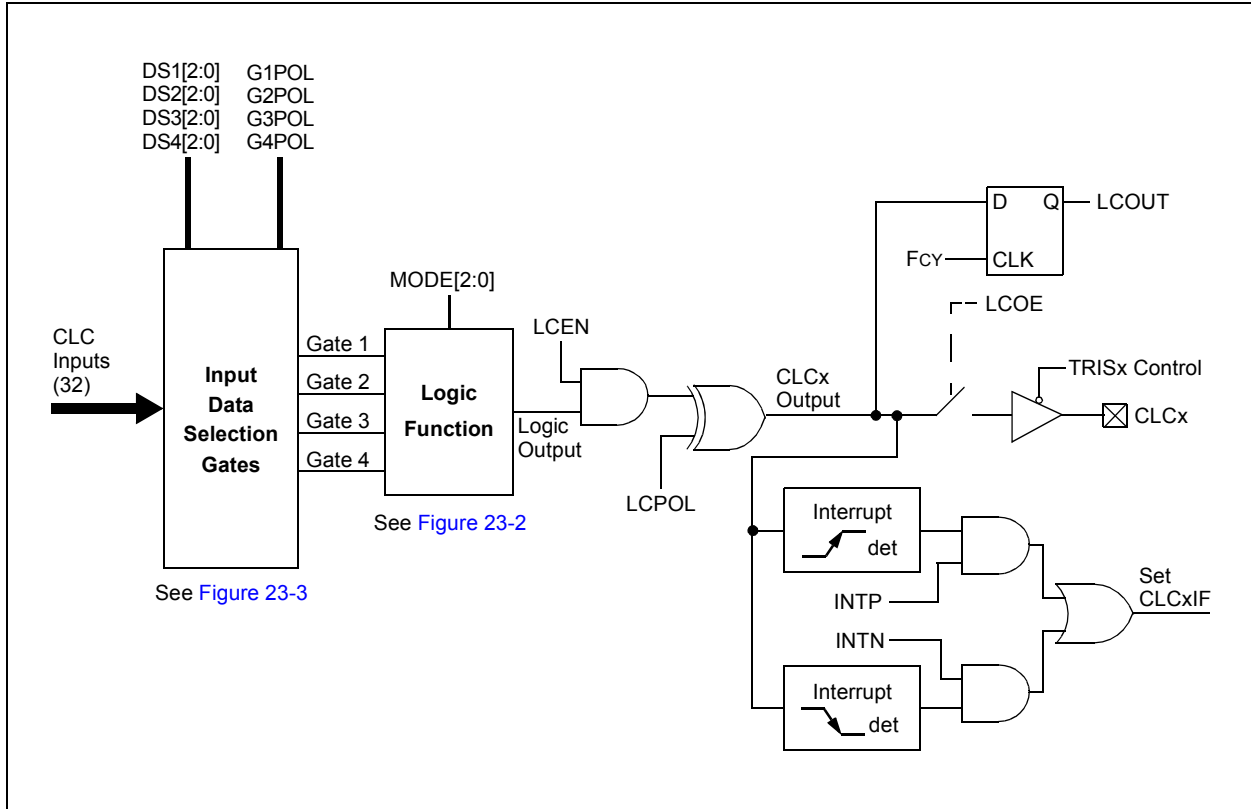 DS1[2:0]
DS2[2:0]
DS3[2:0]
DS4[2:0]
G1POL
G2POL
G3POL
G4POL
CLC
Inputs
(32)
Input
Data
Selection
Gates
See Figure 23-3
Gate 1
Gate 2
Gate 3
Gate 4
MODE[2:0]
Logic
Function
See Figure 23-2
LCEN
Logic
Output
LCPOL
CLCx
Output
D Q
CLK
FCY
LCOUT
LCOE
TRISx Control
CLCx
Interrupt
det
INTP
INTN
Interrupt
det
Set
CLCxIF